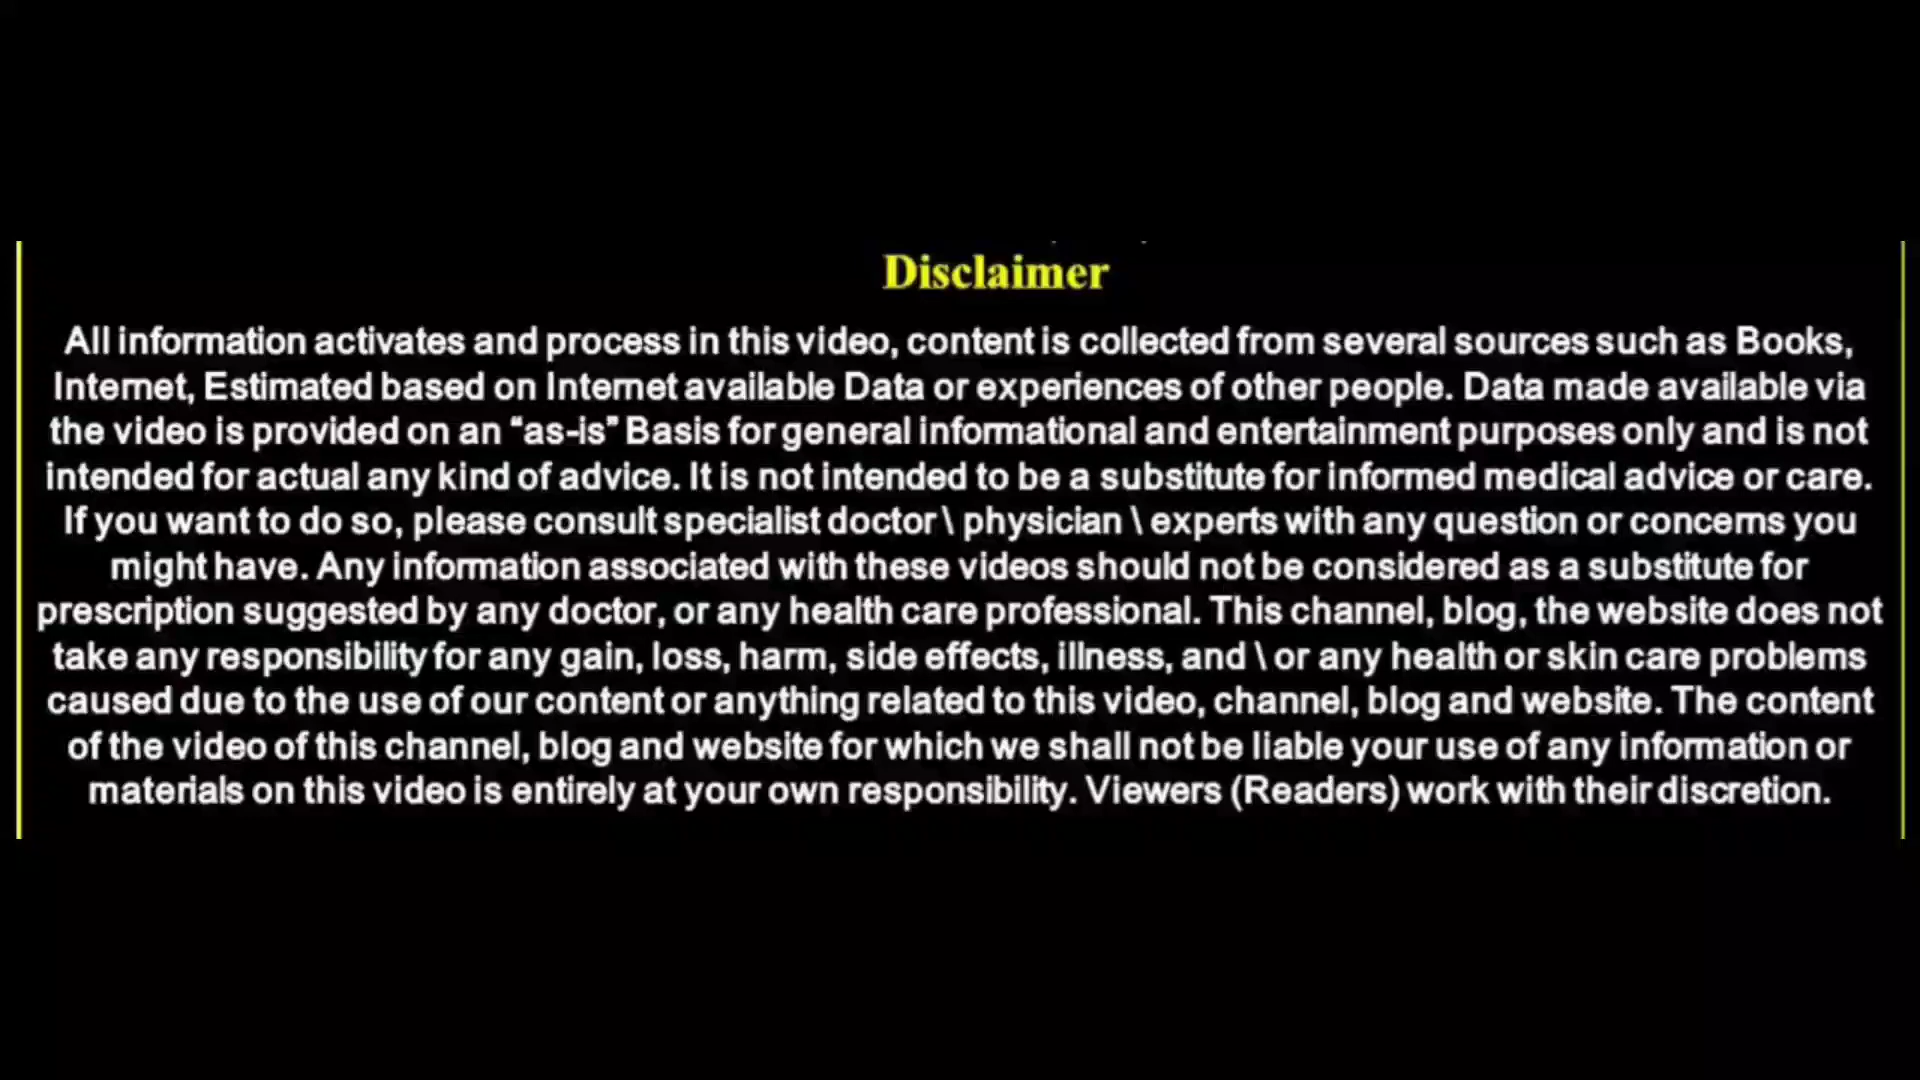 Disclaimer
All information activates and process in this video, content is collected from several sources such as Books,
Internet, Estimated based on Internet available Data or experiences of other people. Data made available via
the video is provided on an “as-is” Basis for general informational and entertainment purposes only and is not
intended for actual any kind of advice. It is not intended to be a substitute for informed medical advice or care.
If you want to do so, please consult specialist doctor \ physician \ experts with any question or concerns you
might have. Any information associated with these videos should not be considered as a substitute for
prescription suggested by any doctor, or any health care professional. This channel, blog, the website does not
take any responsibility for any gain, loss, harm, side effects, illness, and \ or any health or skin care problems
caused due to the use of our content or anything related to this video, channel, blog and website. The content
of the video of this channel, blog and website for which we shall not be liable your use of any information or
materials on this video is entirely at your own responsibility. Viewers (Readers) work with their discretion.